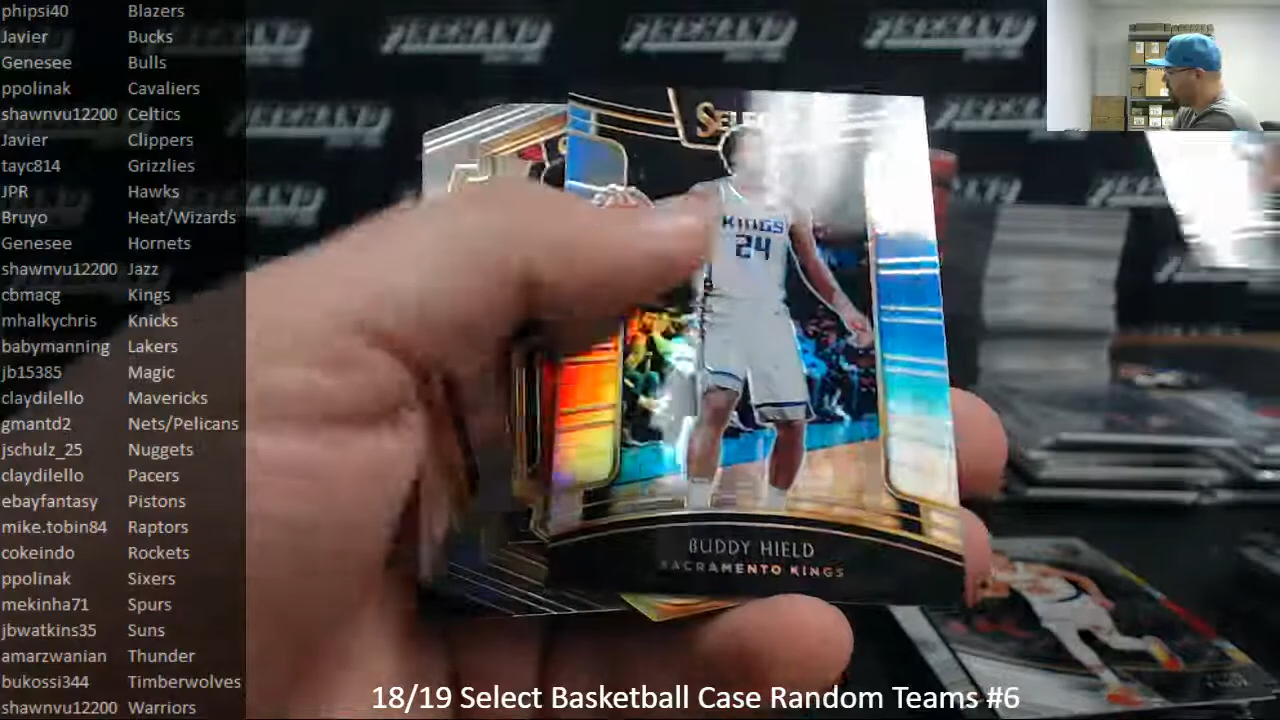 phipsi40 Blazers
Javier Bucks
Genesee Bulls
ppolinak Cavaliers
shawnvu12200 Celtics
Javier Clippers
tayc814 Grizzlies
JPR Hawks
Bruyo Heat/Wizards
Genesee Hornets
shawnvu12200 Jazz
cbmacg Kings
mhalkychris Knicks
babymanning Lakers
jb15385 Magic
claydilello Mavericks
gmantd2 Nets/Pelicans
jschulz_25 Nuggets
claydilello Pacers
ebayfantasy Pistons
mike.tobin84 Raptors
cokeindo Rockets
ppolinak Sixers
mekinha71 Spurs
jbwatkins35 Suns
amarzwanian Thunder
bukossi344 Timberwolves
shawnvu12200 Warriors
SELECT
KINGS
24
BUDDY HIELD
SACRAMENTO KINGS
18/19 Select Basketball Case Random Teams #6